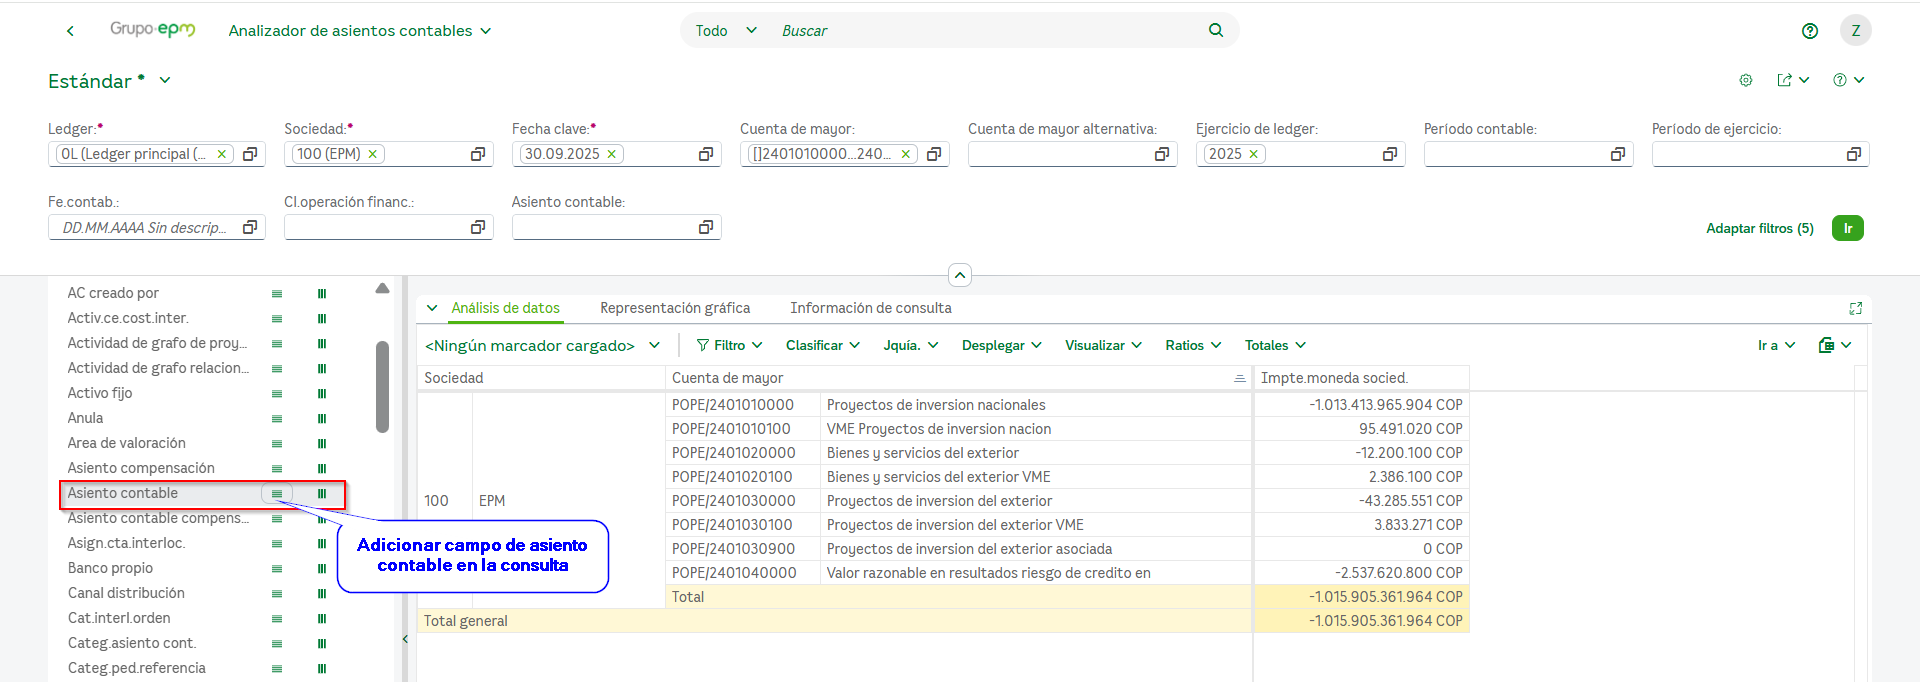 Grupo·epm Analizador de asientos contables Todo Buscar Z
Estándar *
Ledger:* Sociedad:* Fecha clave:* Cuenta de mayor: Cuenta de mayor alternativa: Ejercicio de ledger: Período contable: Período de ejercicio:
0L (Ledger principal (... 100 (EPM) 30.09.2025 []2401010000...240... 2025
Fe.contab.: Cl.operación financ.: Asiento contable:
DD.MM.AAAA Sin descrip... Adaptar filtros (5) Ir
AC creado por
Activ.ce.cost.inter.
Actividad de grafo de proy...
Actividad de grafo relacion...
Activo fijo
Anula
Area de valoración
Asiento compensación
Asiento contable
Asiento contable compens...
Asign.cta.interloc.
Banco propio
Canal distribución
Cat.interl.orden
Categ.asiento cont.
Categ.ped.referencia
Adicionar campo de asiento
contable en la consulta
Análisis de datos Representación gráfica Información de consulta
<Ningún marcador cargado> Filtro Clasificar Jquía. Desplegar Visualizar Ratios Totales Ir a
Sociedad Cuenta de mayor Impte.moneda socied.
POPE/2401010000 Proyectos de inversion nacionales -1.013.413.965.904 COP
POPE/2401010100 VME Proyectos de inversion nacion 95.491.020 COP
POPE/2401020000 Bienes y servicios del exterior -12.200.100 COP
POPE/2401020100 Bienes y servicios del exterior VME 2.386.100 COP
100 EPM POPE/2401030000 Proyectos de inversion del exterior -43.285.551 COP
POPE/2401030100 Proyectos de inversion del exterior VME 3.833.271 COP
POPE/2401030900 Proyectos de inversion del exterior asociada 0 COP
POPE/2401040000 Valor razonable en resultados riesgo de credito en -2.537.620.800 COP
Total -1.015.905.361.964 COP
Total general -1.015.905.361.964 COP